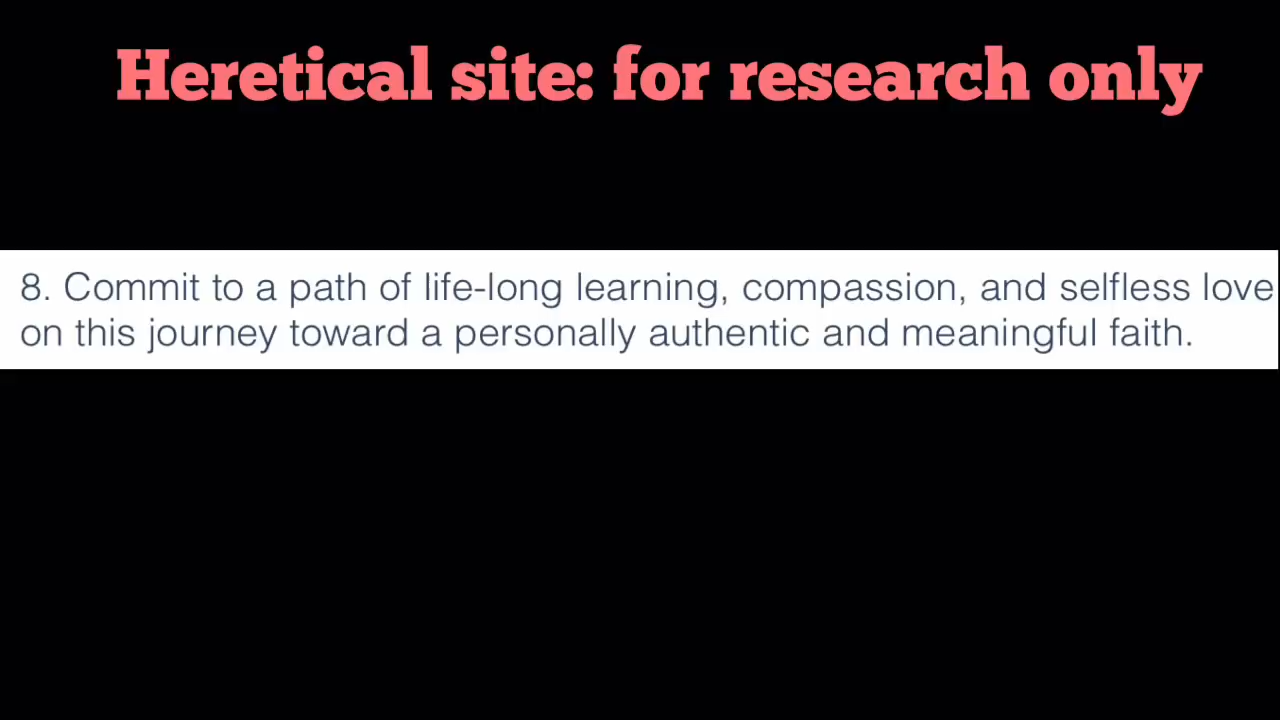 Heretical site: for research only
8. Commit to a path of life-long learning, compassion, and selfless love
on this journey toward a personally authentic and meaningful faith.